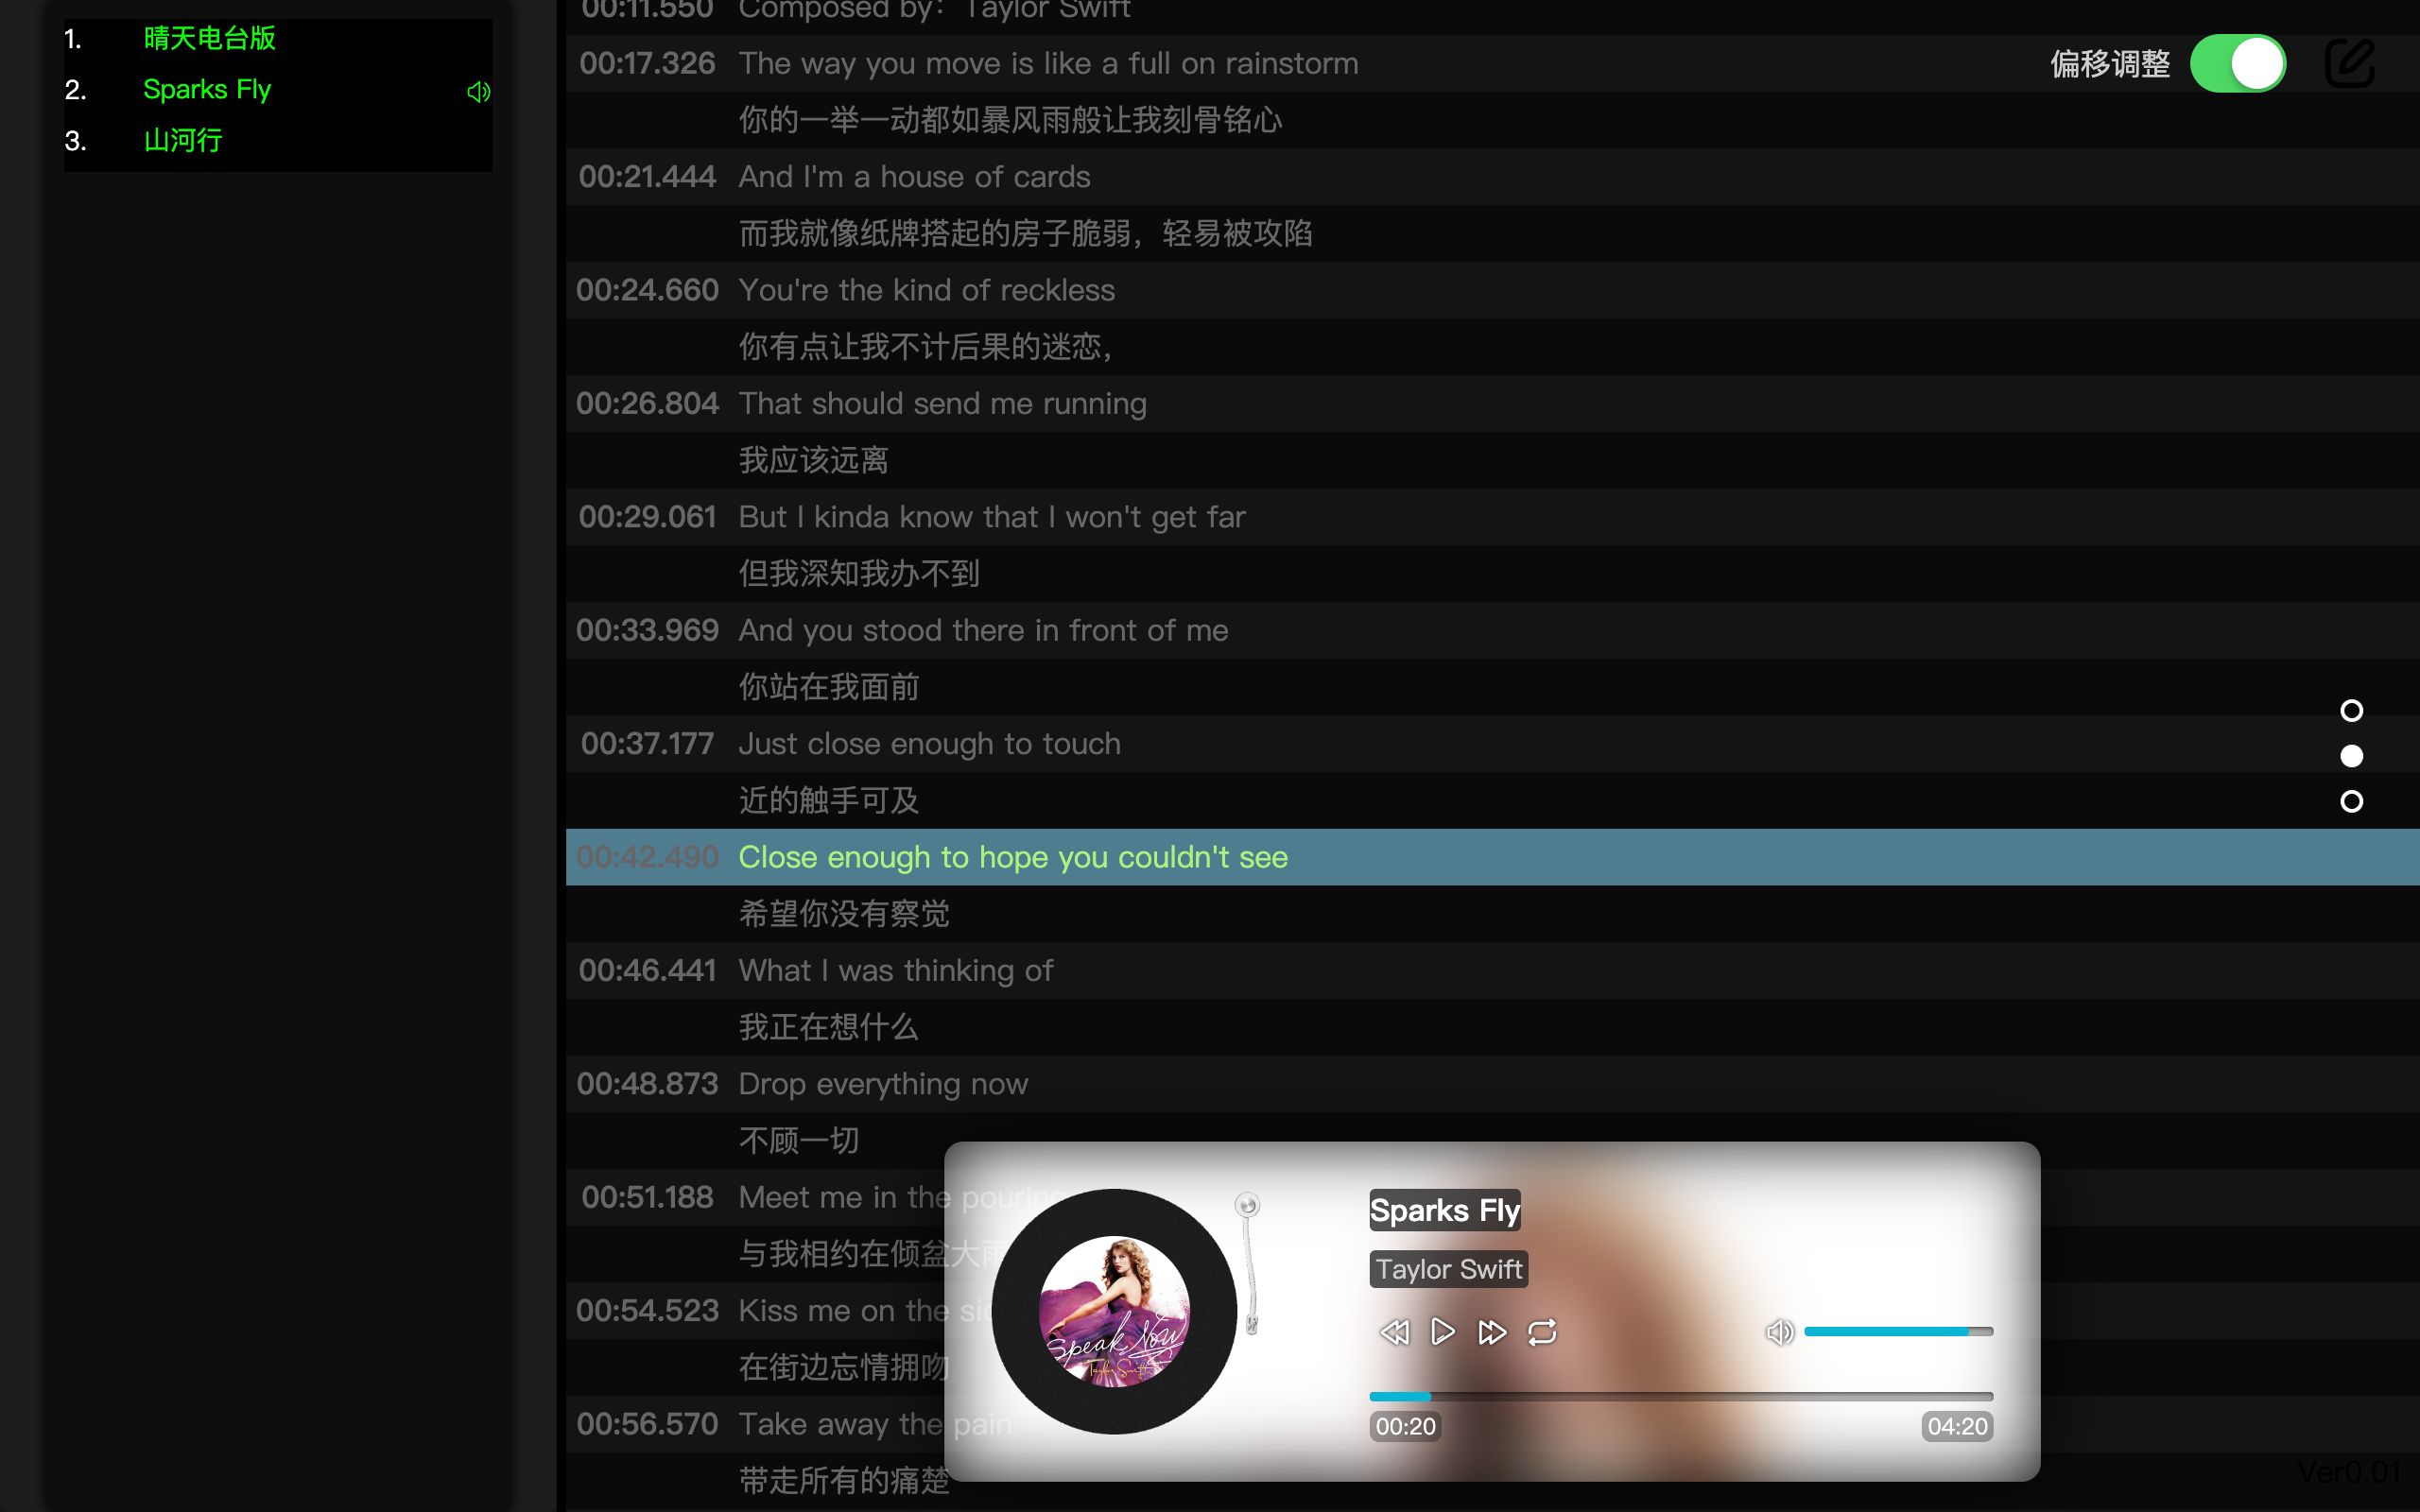 1. 晴天电台版
2. Sparks Fly
3. 山河行
00:11.550 Composed by：Taylor Swift
00:17.326 The way you move is like a full on rainstorm
偏移调整
你的一举一动都如暴风雨般让我刻骨铭心
00:21.444 And I'm a house of cards
而我就像纸牌搭起的房子脆弱，轻易被攻陷
00:24.660 You're the kind of reckless
你有点让我不计后果的迷恋，
00:26.804 That should send me running
我应该远离
00:29.061 But I kinda know that I won't get far
但我深知我办不到
00:33.969 And you stood there in front of me
你站在我面前
00:37.177 Just close enough to touch
近的触手可及
00:42.490 Close enough to hope you couldn't see
希望你没有察觉
00:46.441 What I was thinking of
我正在想什么
00:48.873 Drop everything now
不顾一切
00:51.188 Meet me in the pouring
与我相约在倾盆大雨
00:54.523 Kiss me on the
在街边忘情拥吻
00:56.570 Take away the pain
带走所有的痛楚
Speak Now
Taylor Swift
Sparks Fly
Taylor Swift
00:20
04:20
Ver0.01